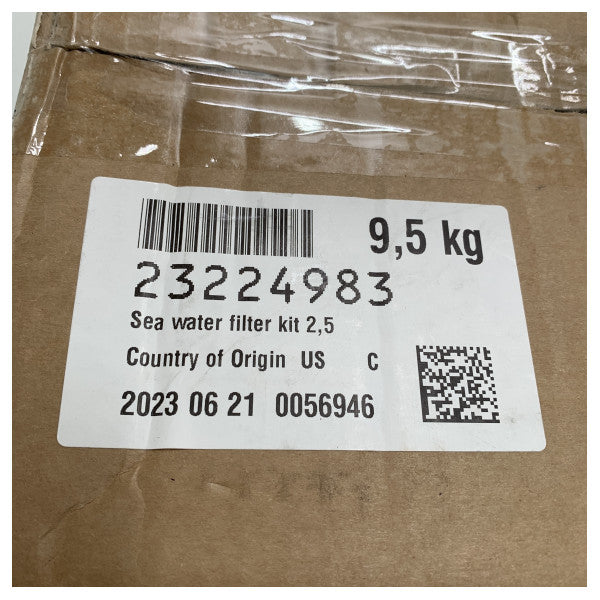 9,5 kg
23224983
Sea water filter kit 2,5
Country of Origin US C
2023 06 21 0056946